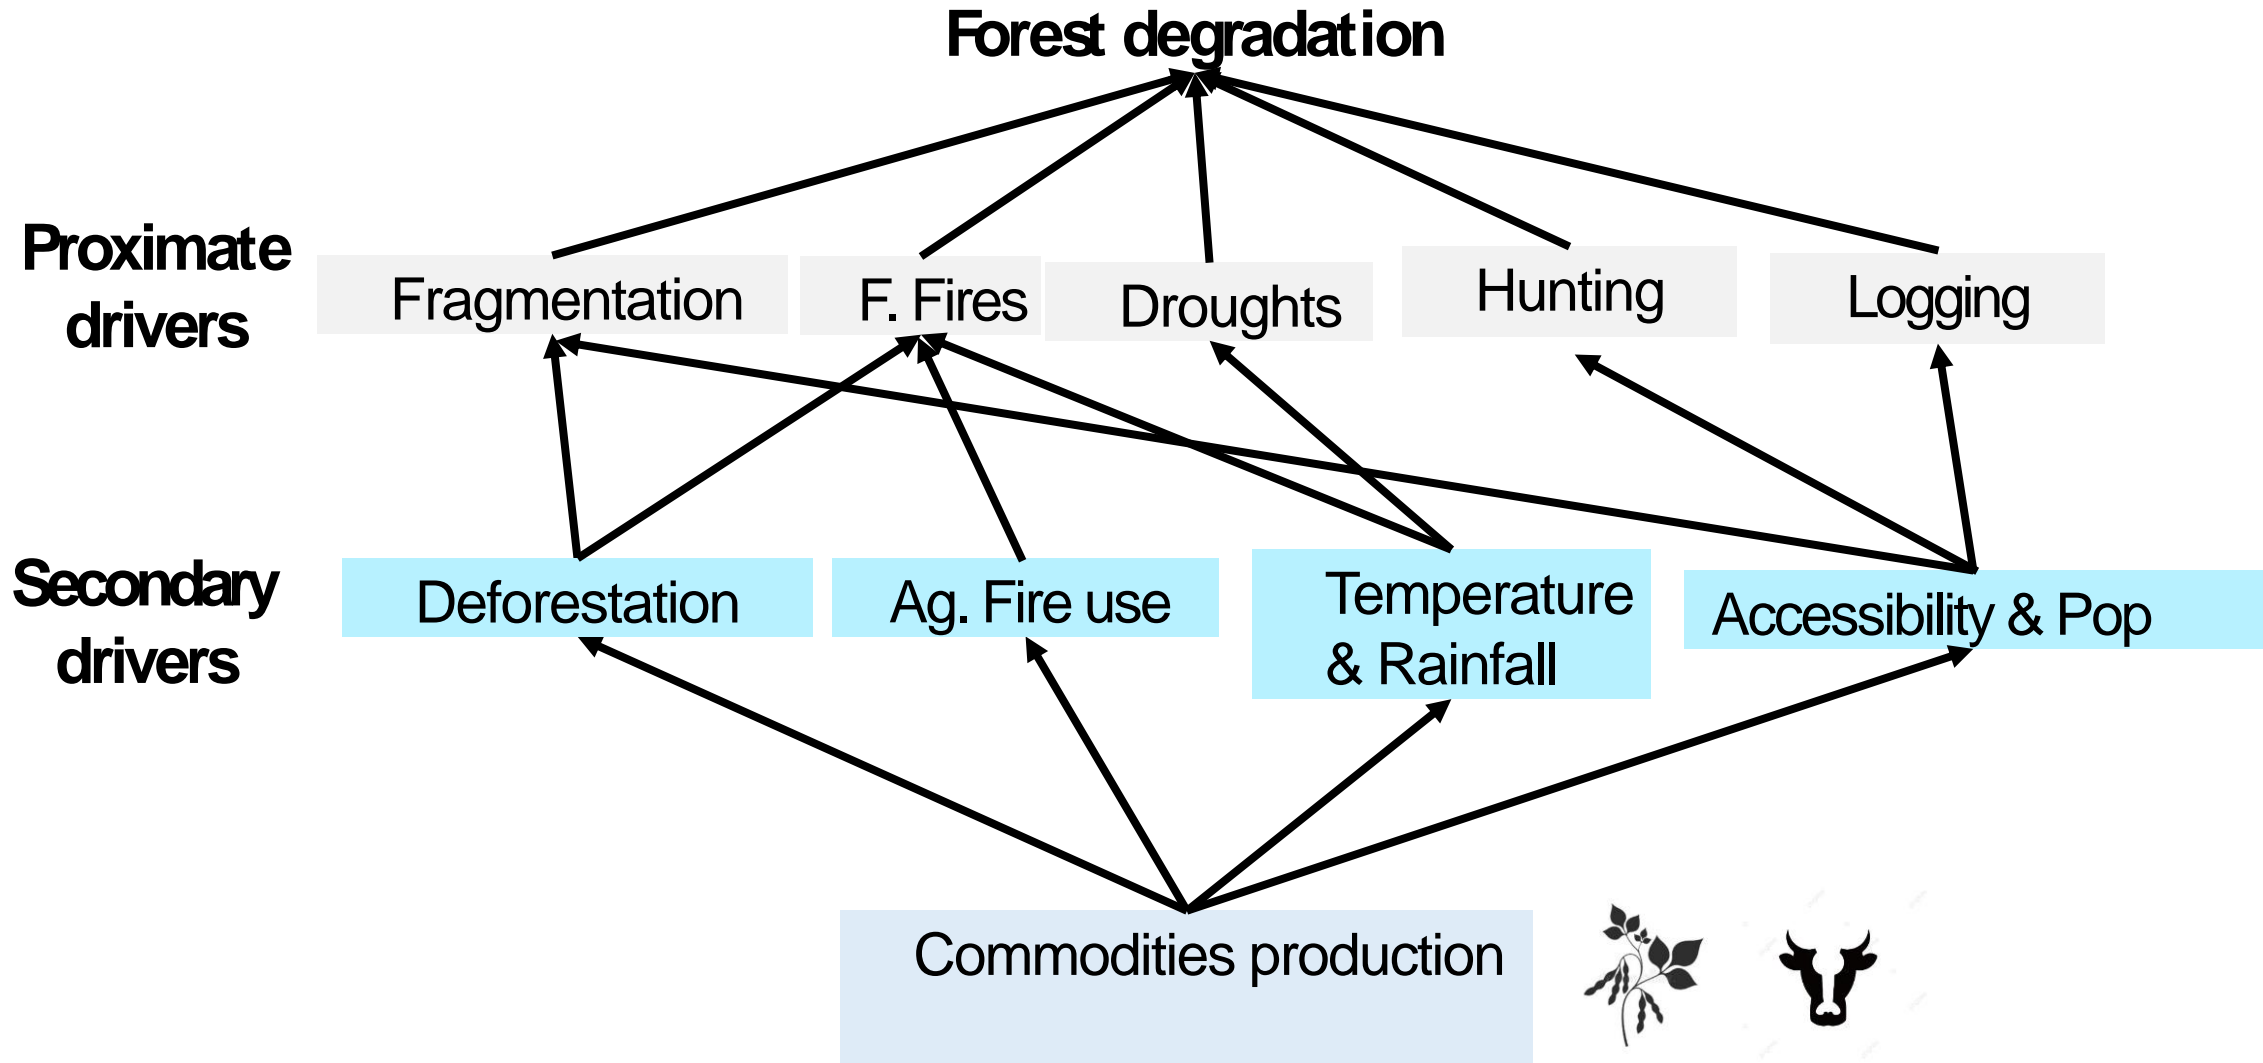 Forest degradation
Proximate
drivers
Fragmentation
F. Fires
Droughts
Hunting
Logging
Secondary
drivers
Deforestation
Ag. Fire use
Temperature
& Rainfall
Accessibility & Pop
Commodities production